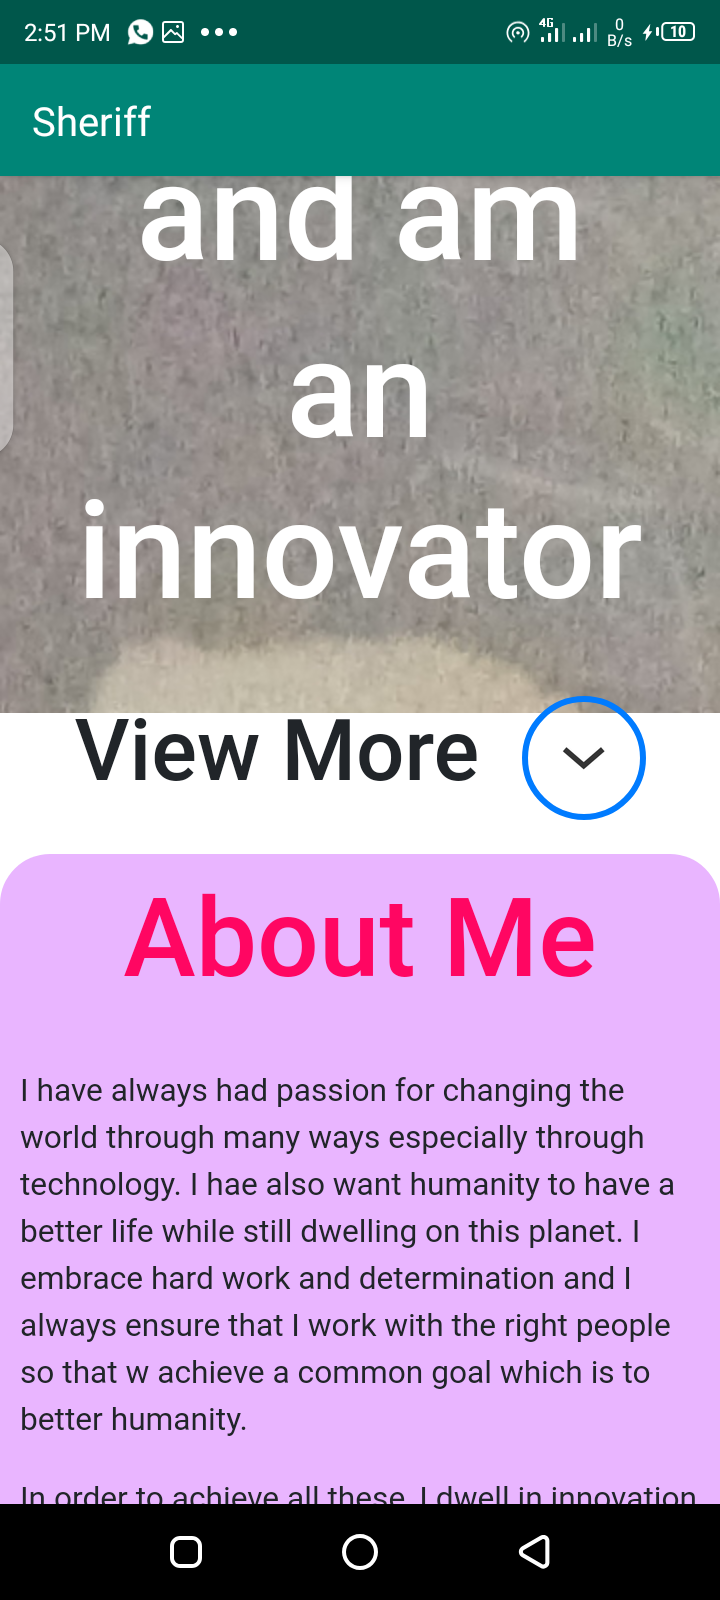 2:51 PM
4G
0
B/s
10
Sheriff
and am
an
innovator
View More
About Me
I have always had passion for changing the
world through many ways especially through
technology. I hae also want humanity to have a
better life while still dwelling on this planet. I
embrace hard work and determination and I
always ensure that I work with the right people
so that w achieve a common goal which is to
better humanity.
In order to achieve all these, I dwell in innovation